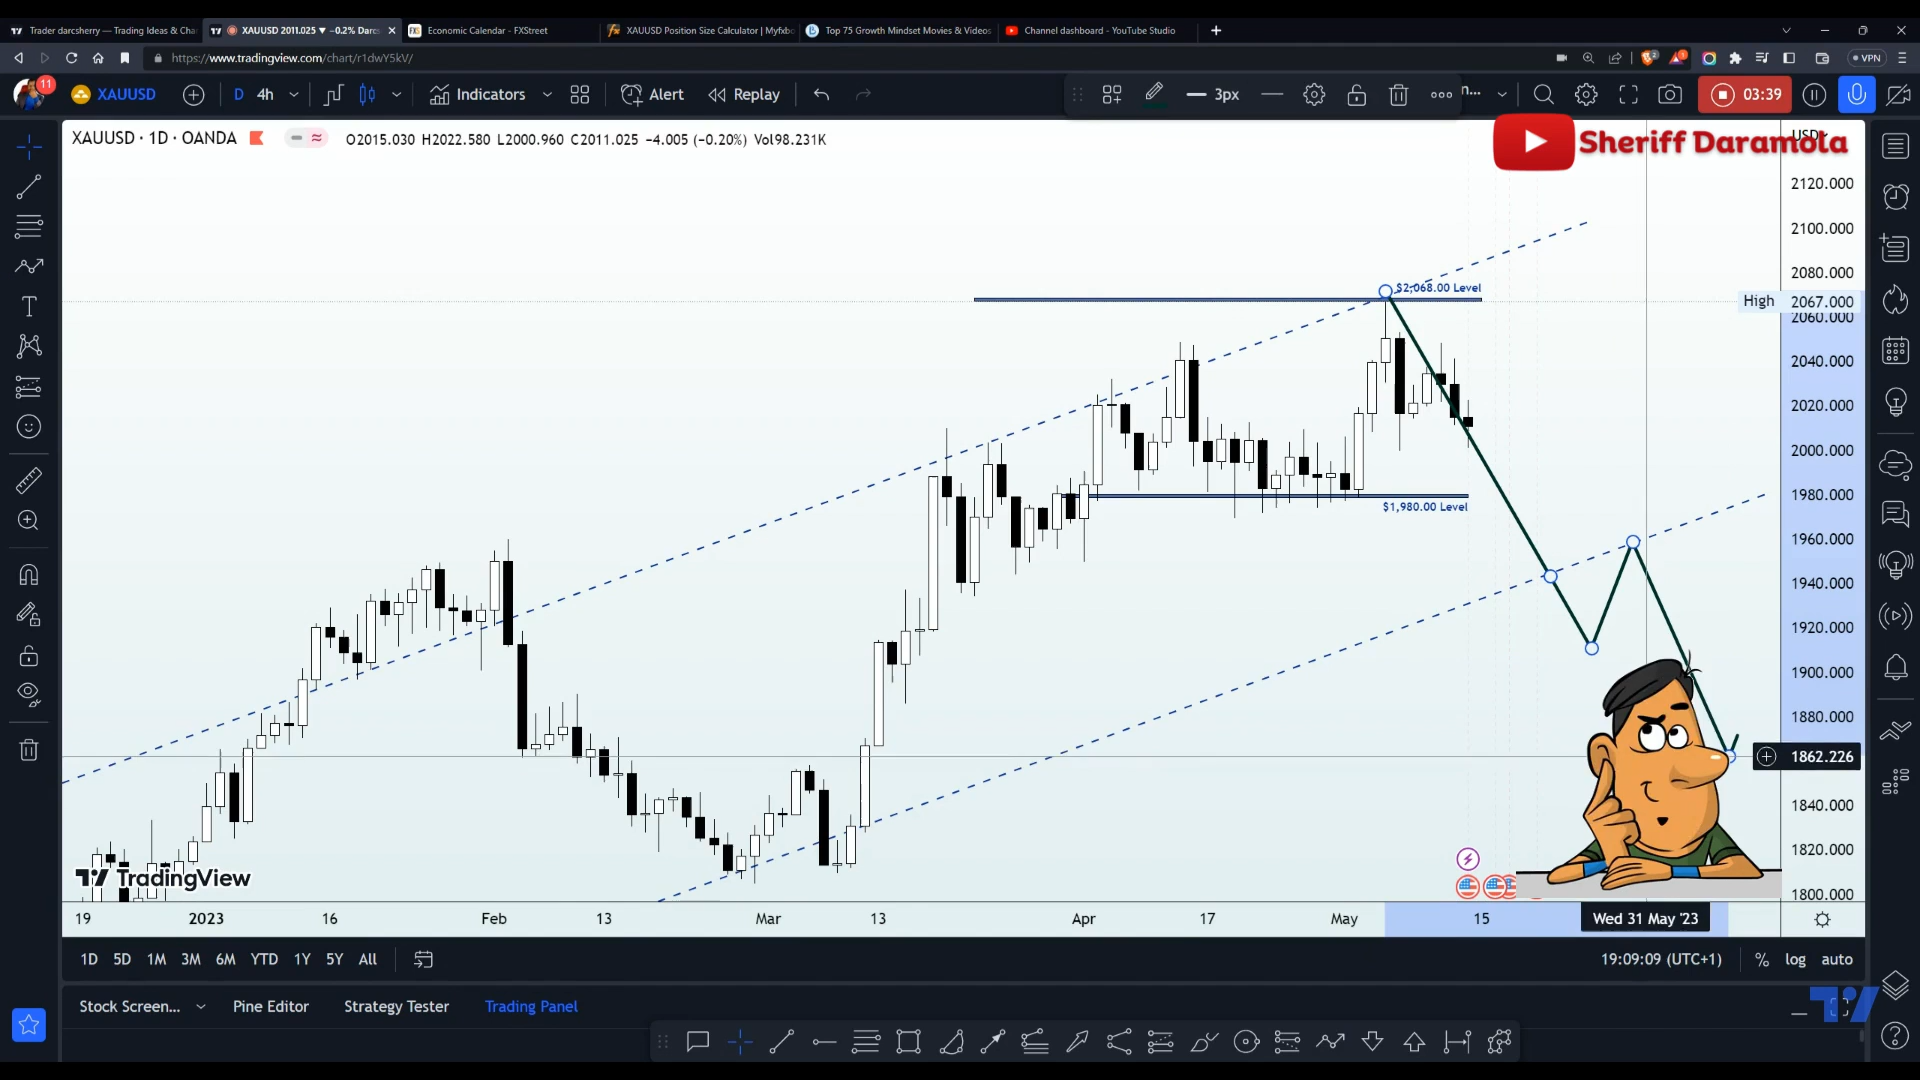 Trader darcsherry — Trading Ideas & Cha
XAUUSD 2011.025 ▼ −0.2% Darcs
Economic Calendar - FXStreet
XAUUSD Position Size Calculator | Myfxbo
Top 75 Growth Mindset Movies & Videos
Channel dashboard - YouTube Studio
https://www.tradingview.com/chart/r1dwY5kV/
VPN
11
XAUUSD
D
4h
Indicators
Alert
Replay
3px
03:39
XAUUSD · 1D · OANDA
O2015.030 H2022.580 L2000.960 C2011.025 −4.005 (−0.20%) Vol98.231K
Sheriff Daramola
USD
2120.000
2100.000
2080.000
$2,068.00 Level
High 2067.000
2060.000
2040.000
2020.000
2000.000
1980.000
$1,980.00 Level
1960.000
1940.000
1920.000
1900.000
1880.000
1862.226
1840.000
1820.000
1800.000
TradingView
19 2023 16 Feb 13 Mar 13 Apr 17 May 15 Wed 31 May '23
1D 5D 1M 3M 6M YTD 1Y 5Y All
19:09:09 (UTC+1) % log auto
Stock Screen... Pine Editor Strategy Tester Trading Panel